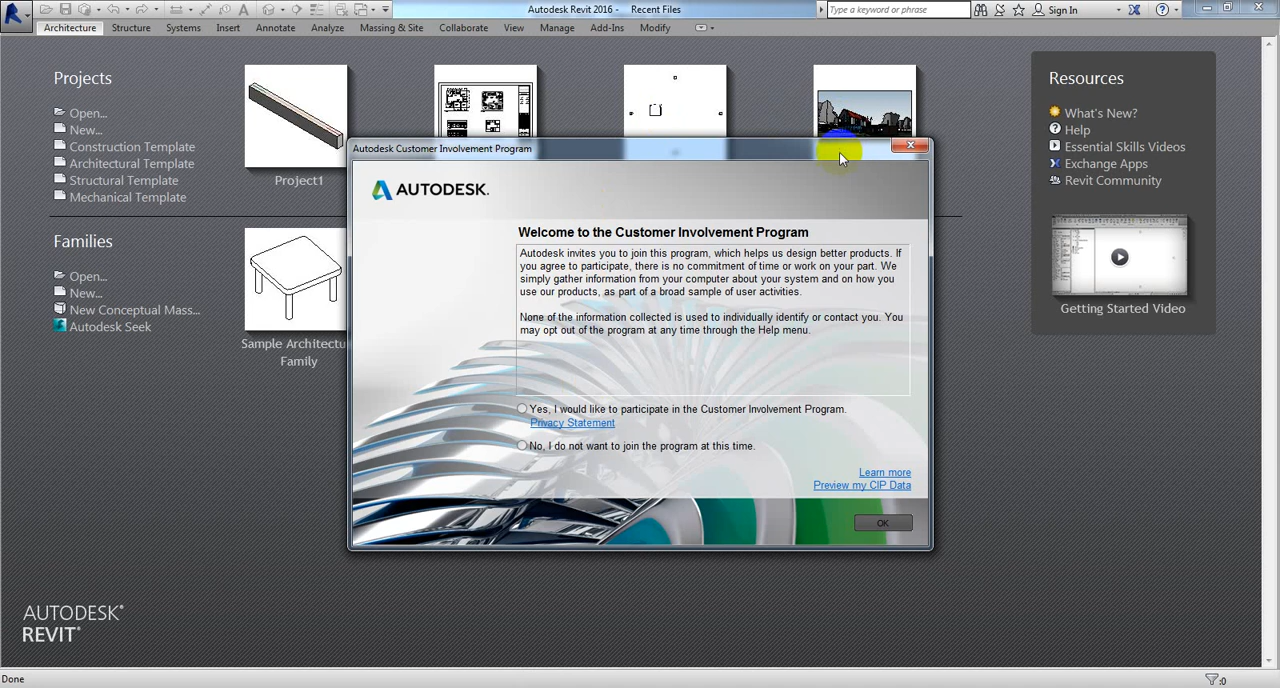 Autodesk Revit 2016 -
Recent Files
Type a keyword or phrase
Sign In
Architecture
Structure
Systems
Insert
Annotate
Analyze
Massing & Site
Collaborate
View
Manage
Add-Ins
Modify
Projects
Open...
New...
Construction Template
Architectural Template
Structural Template
Mechanical Template
Project1
Families
Open...
New...
New Conceptual Mass...
Autodesk Seek
Sample Architectu
Family
Autodesk Customer Involvement Program
AUTODESK.
Welcome to the Customer Involvement Program
Autodesk invites you to join this program, which helps us design better products. If
you agree to participate, there is no commitment of time or work on your part. We
simply gather information from your computer about your system and on how you
use our products, as part of a broad sample of user activities.
None of the information collected is used to individually identify or contact you. You
may opt out of the program at any time through the Help menu.
Yes, I would like to participate in the Customer Involvement Program.
Privacy Statement
No, I do not want to join the program at this time.
Learn more
Preview my CIP Data
OK
Resources
What's New?
Help
Essential Skills Videos
Exchange Apps
Revit Community
Getting Started Video
AUTODESK®
REVIT®
Done
:0